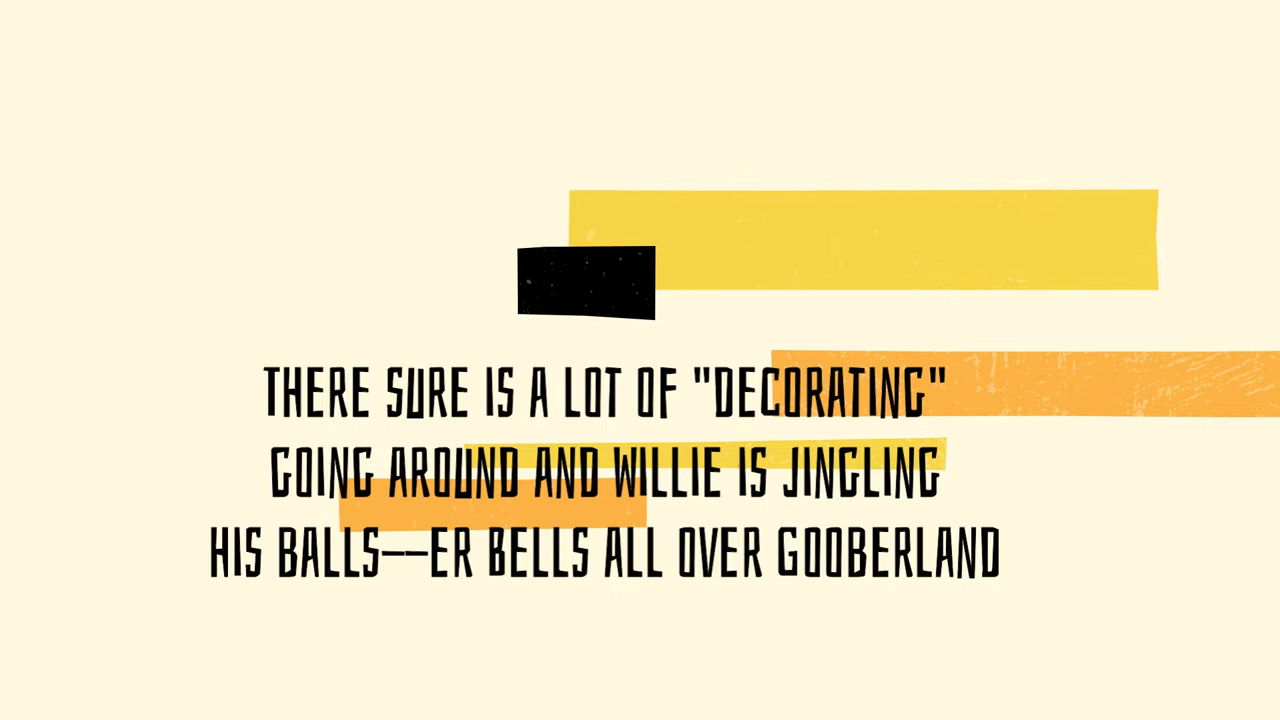 THERE SURE IS A LOT OF "DECORATING"
GOING AROUND AND WILLIE IS JINGLING
HIS BALLS––ER BELLS ALL OVER GOOBERLAND